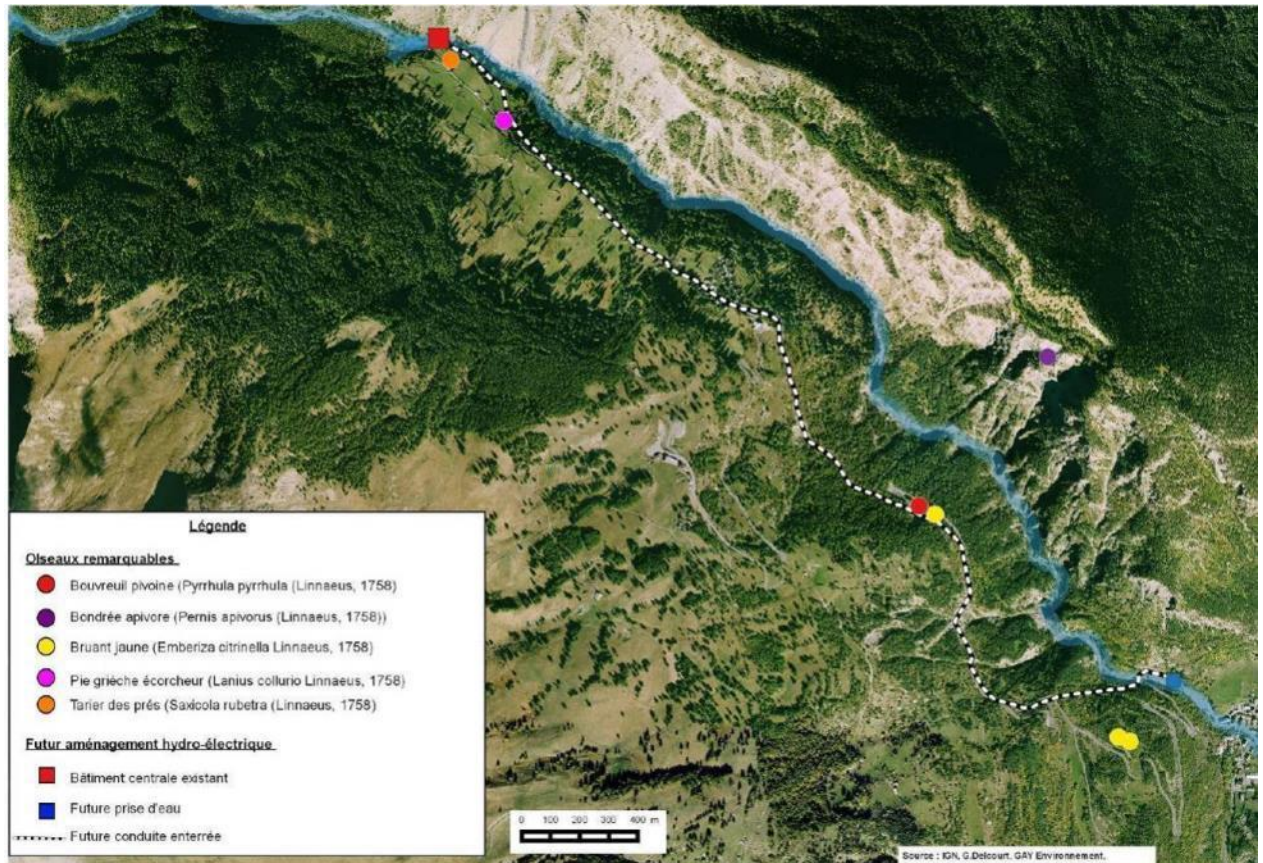 Légende
Oiseaux remarquables
Bouvreuil pivoine (Pyrrhula pyrrhula (Linnaeus, 1758)
Bondrée apivore (Pernis apivorus (Linnaeus, 1758))
Bruant jaune (Emberiza citrinella Linnaeus, 1758)
Pie grièche écorcheur (Lanius collurio Linnaeus, 1758)
Tarier des prés (Saxicola rubetra (Linnaeus, 1758)
Futur aménagement hydro-électrique
Bâtiment centrale existant
Future prise d'eau
Future conduite enterrée
0 100 200 300 400 m
Source : IGN, G.Delcourt, GAY Environnement.